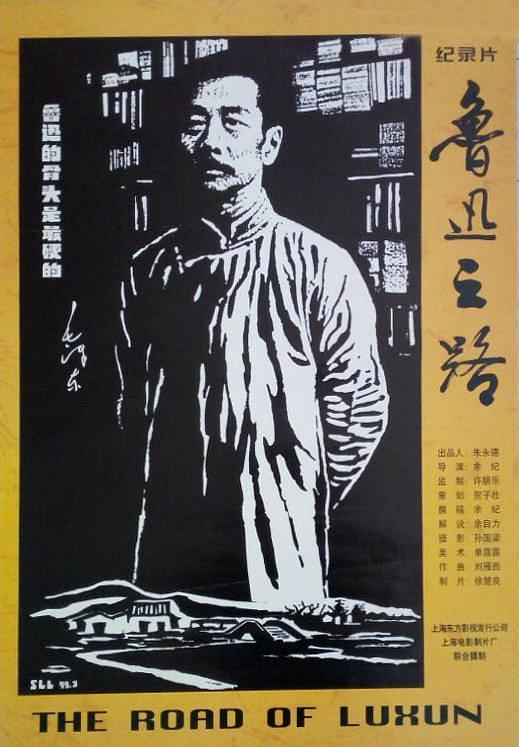 纪录片
鲁迅之路
鲁迅的骨头是最硬的
毛泽东
出品人：朱永德
导 演：余 纪
监 制：许朋乐
策 划：贺子壮
撰 稿：余 纪
解 说：余自力
摄 影：孙国梁
美 术：单露露
作 曲：刘雁西
制 片：徐楚良
上海东方影视发行公司
上海电影制片厂
联合摄制
SLL 99.3
THE ROAD OF LUXUN